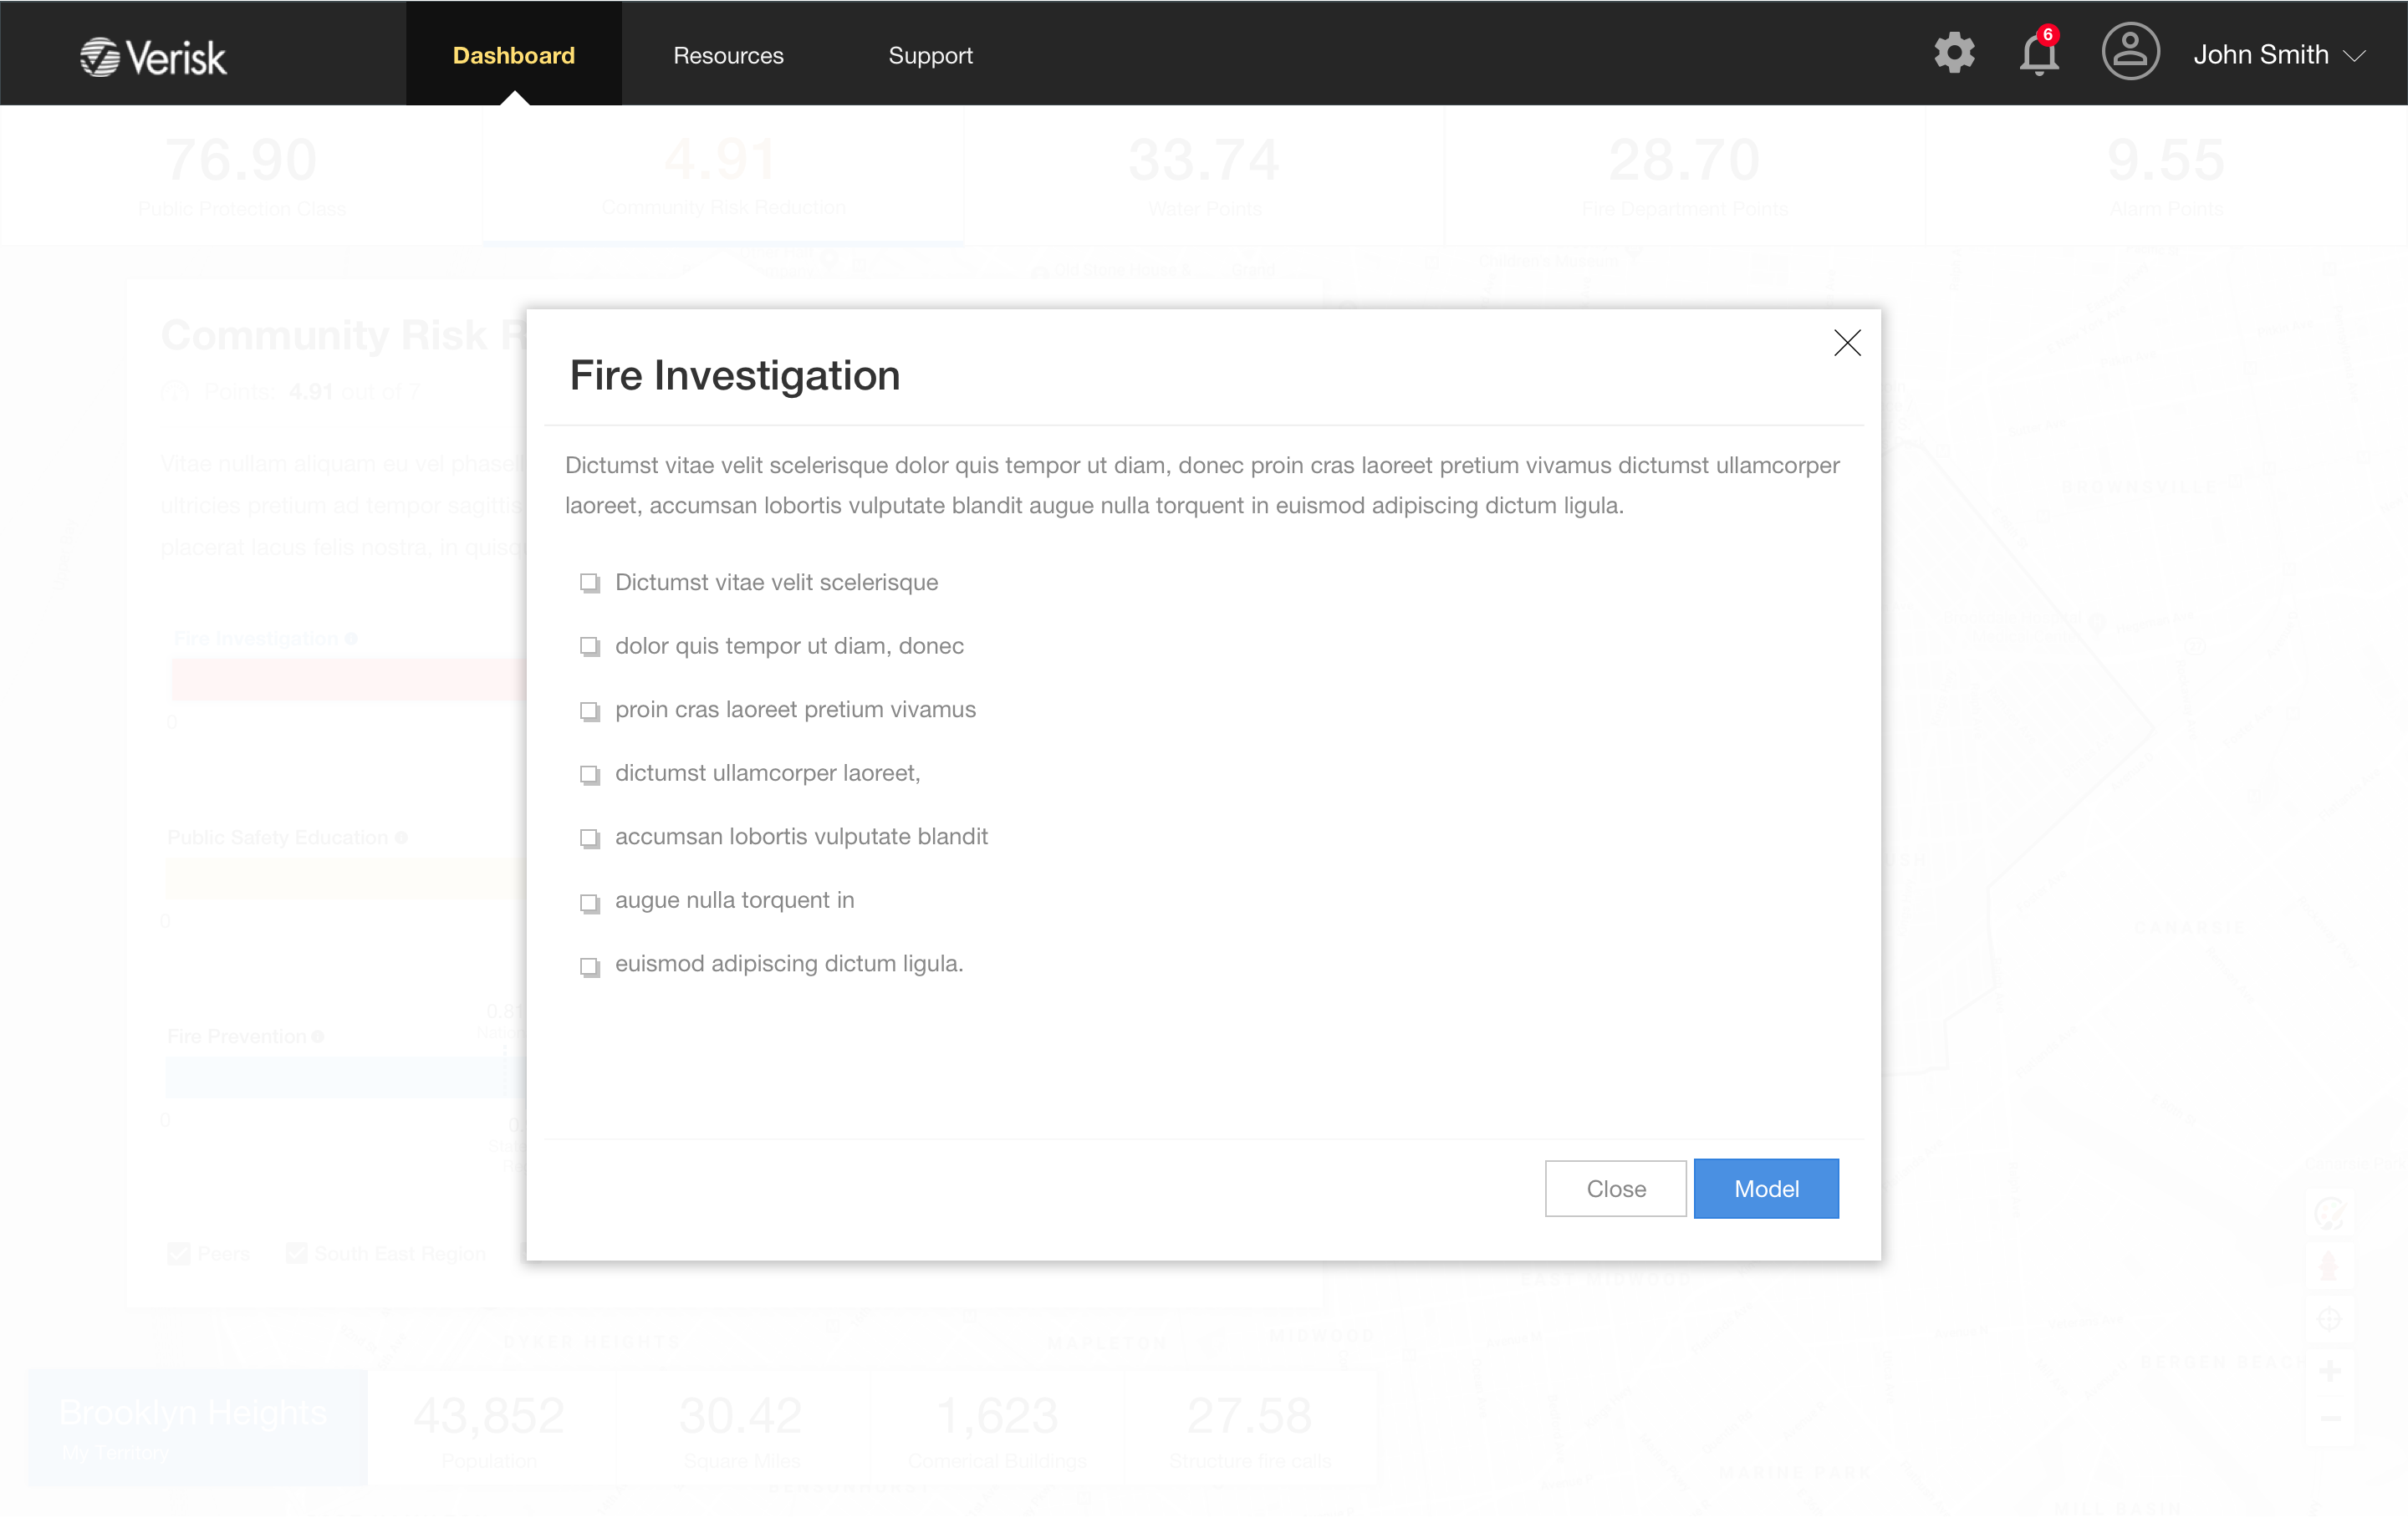 Verisk
Dashboard
Resources
Support
6
John Smith
76.90
Public Protection Class
4.91
Community Risk Reduction
33.74
Water Points
28.70
Fire Department Points
9.55
Alarm Points
Community Risk R
Points: 4.91 out of 7
Vitae nullam aliquam eu vel phasell
ultricies pretium ad tempor sagittis
placerat lacus felis nostra, in quisq
Fire Investigation
0
Public Safety Education
0
Fire Prevention
0.81
0
Peers
South East Region
Fire Investigation
Dictumst vitae velit scelerisque dolor quis tempor ut diam, donec proin cras laoreet pretium vivamus dictumst ullamcorper
laoreet, accumsan lobortis vulputate blandit augue nulla torquent in euismod adipiscing dictum ligula.
Dictumst vitae velit scelerisque
dolor quis tempor ut diam, donec
proin cras laoreet pretium vivamus
dictumst ullamcorper laoreet,
accumsan lobortis vulputate blandit
augue nulla torquent in
euismod adipiscing dictum ligula.
Close
Model
BROWNSVILLE
CANARSIE
EAST MIDWOOD
DYKER HEIGHTS
MAPLETON
MIDWOOD
BERGEN BEACH
MARINE PARK
MILL BASIN
Brooklyn Heights
My Territory
43,852
Population
30.42
Square Miles
1,623
Comerical Buildings
27.58
Structure fire calls